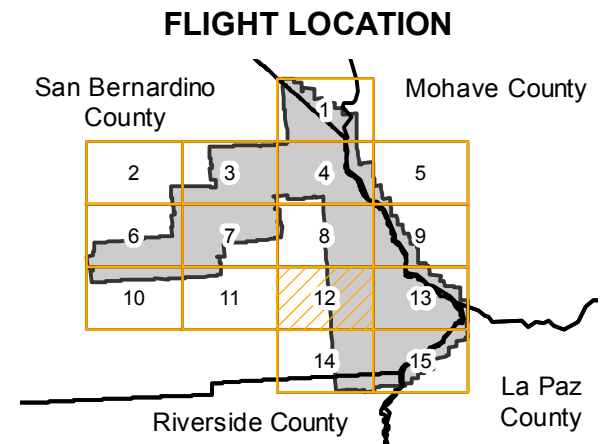 FLIGHT LOCATION
San Bernardino
County
Mohave County
1
2
3
4
5
6
7
8
9
10
11
12
13
14
15
La Paz
County
Riverside County